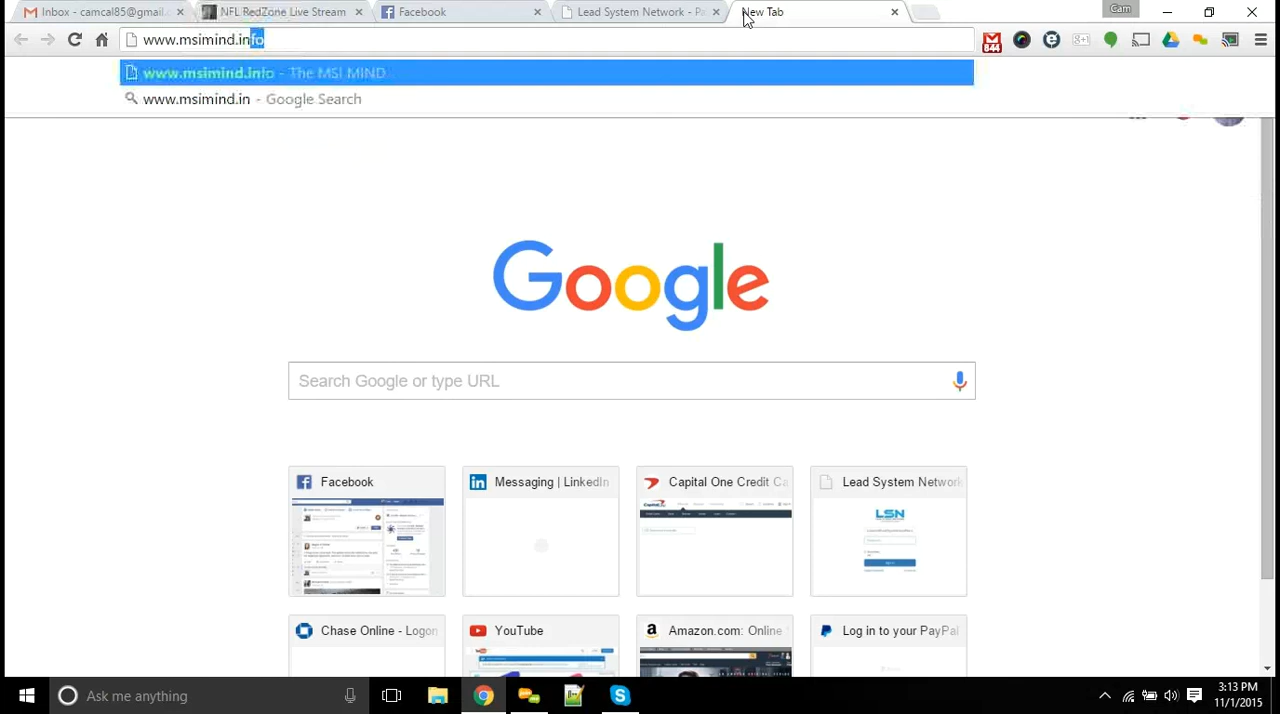 Inbox - camcal85@gmail.
NFL RedZone Live Stream
Facebook
Lead System Network - Pa
New Tab
Cam
www.msimind.info
844
www.msimind.info - The MSI MIND
www.msimind.in - Google Search
Google
Search Google or type URL
Facebook
Messaging | LinkedIn
Capital One Credit Ca
Lead System Network
LSN
Chase Online - Logon
YouTube
Amazon.com: Online
Log in to your PayPal
Ask me anything
3:13 PM
11/1/2015